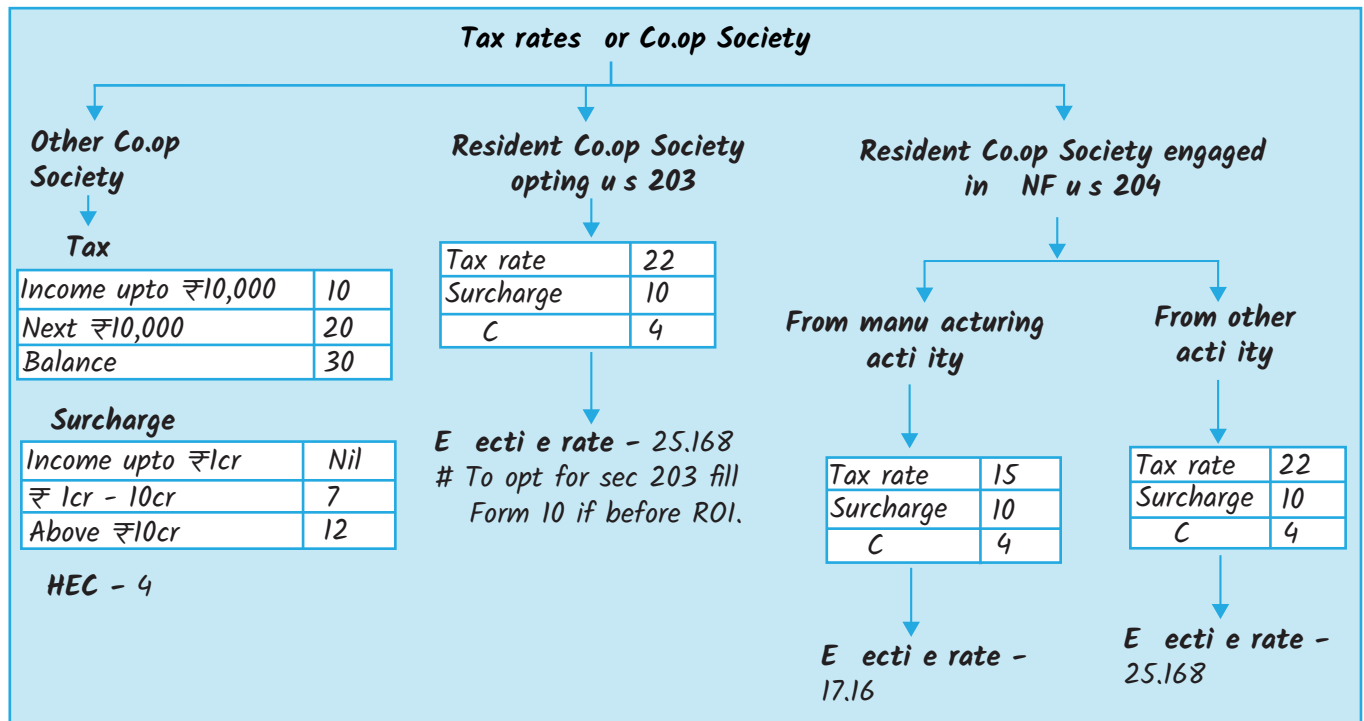 Tax rates or Co.op Society
Other Co.op
Society
Tax
Income upto ₹10,000 10
Next ₹10,000 20
Balance 30
Surcharge
Income upto ₹1cr Nil
₹ 1cr - 10cr 7
Above ₹10cr 12
HEC - 4
Resident Co.op Society
opting u s 203
Tax rate 22
Surcharge 10
C 4
E ecti e rate - 25.168
# To opt for sec 203 fill
Form 10 if before ROI.
Resident Co.op Society engaged
in NF u s 204
From manu acturing
acti ity
Tax rate 15
Surcharge 10
C 4
E ecti e rate -
17.16
From other
acti ity
Tax rate 22
Surcharge 10
C 4
E ecti e rate -
25.168